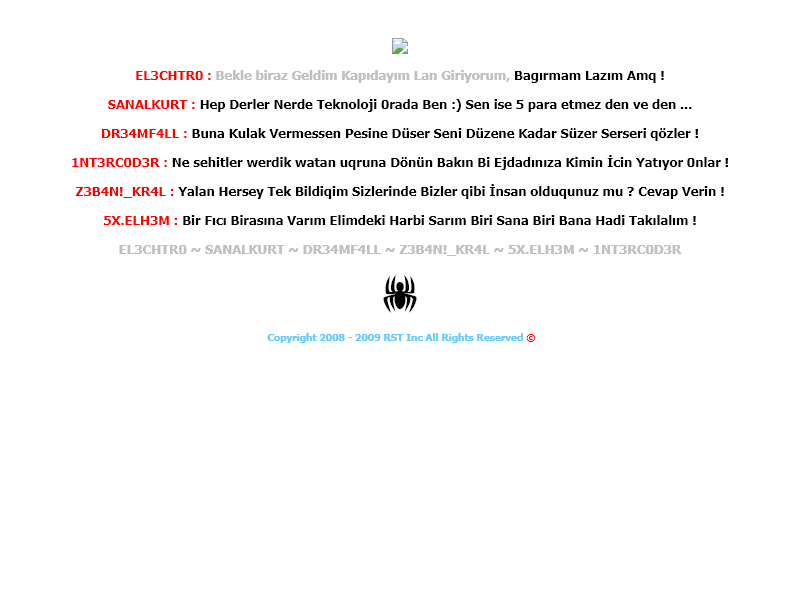 EL3CHTR0 : Bekle biraz Geldim Kapıdayım Lan Giriyorum, Bagırmam Lazım Amq !
SANALKURT : Hep Derler Nerde Teknoloji 0rada Ben :) Sen ise 5 para etmez den ve den ...
DR34MF4LL : Buna Kulak Vermessen Pesine Düser Seni Düzene Kadar Süzer Serseri qözler !
1NT3RC0D3R : Ne sehitler werdik watan uqruna Dönün Bakın Bi Ejdadınıza Kimin İcin Yatıyor 0nlar !
Z3B4N!_KR4L : Yalan Hersey Tek Bildiqim Sizlerinde Bizler qibi İnsan olduqunuz mu ? Cevap Verin !
5X.ELH3M : Bir Fıcı Birasına Varım Elimdeki Harbi Sarım Biri Sana Biri Bana Hadi Takılalım !
EL3CHTR0 ~ SANALKURT ~ DR34MF4LL ~ Z3B4N!_KR4L ~ 5X.ELH3M ~ 1NT3RC0D3R
Copyright 2008 - 2009 RST Inc All Rights Reserved ©